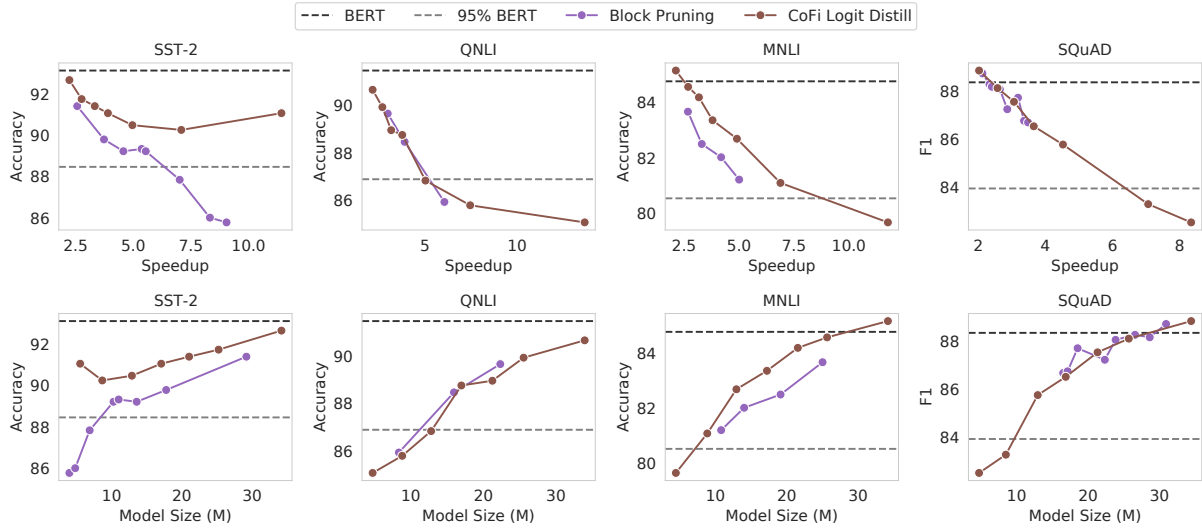 BERT 95% BERT Block Pruning CoFi Logit Distill
SST-2 QNLI MNLI SQuAD
Accuracy 92 90 88 86
2.5 5.0 7.5 10.0
Speedup
Accuracy 90 88 86
5 10
Speedup
Accuracy 84 82 80
2.5 5.0 7.5 10.0
Speedup
F1 88 86 84
2 4 6 8
Speedup
SST-2 QNLI MNLI SQuAD
Accuracy 92 90 88 86
10 20 30
Model Size (M)
Accuracy 90 88 86
10 20 30
Model Size (M)
Accuracy 84 82 80
10 20 30
Model Size (M)
F1 88 86 84
10 20 30
Model Size (M)